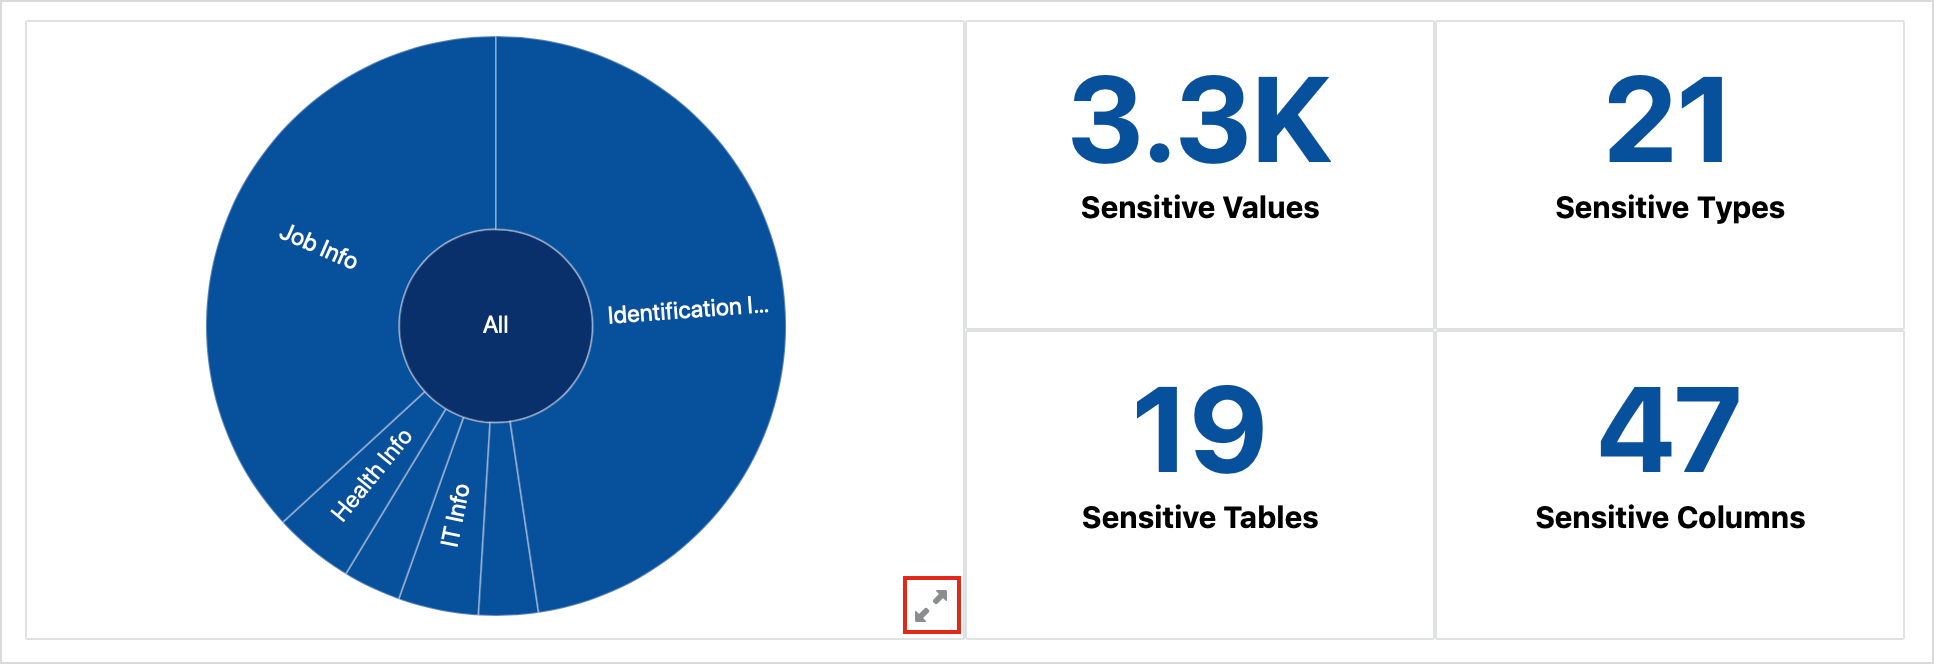 Job Info
All
Identification I...
Health Info
IT Info
3.3K
Sensitive Values
21
Sensitive Types
19
Sensitive Tables
47
Sensitive Columns